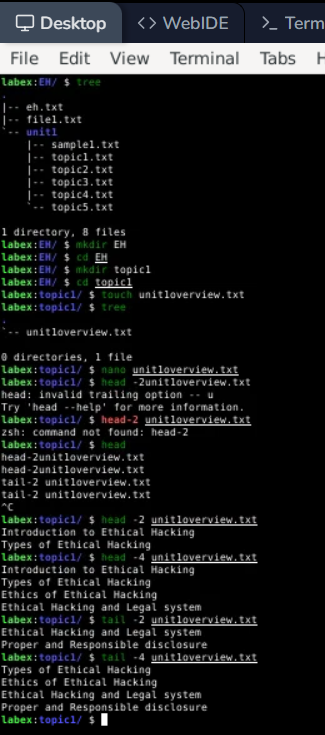 Desktop
WebIDE
Term
File Edit View Terminal Tabs H
labex:EH/ $ tree
.
|-- eh.txt
|-- file1.txt
`-- unit1
    |-- sample1.txt
    |-- topic1.txt
    |-- topic2.txt
    |-- topic3.txt
    |-- topic4.txt
    `-- topic5.txt
1 directory, 8 files
labex:EH/ $ mkdir EH
labex:EH/ $ cd EH
labex:EH/ $ mkdir topic1
labex:EH/ $ cd topic1
labex:topic1/ $ touch unit1overview.txt
labex:topic1/ $ tree
.
`-- unit1overview.txt
0 directories, 1 file
labex:topic1/ $ nano unit1overview.txt
labex:topic1/ $ head -2unit1overview.txt
head: invalid trailing option -- u
Try 'head --help' for more information.
labex:topic1/ $ head-2 unit1overview.txt
zsh: command not found: head-2
labex:topic1/ $ head
head-2unit1overview.txt
head-2unit1overview.txt
tail-2 unit1overview.txt
tail-2 unit1overview.txt
^C
labex:topic1/ $ head -2 unit1overview.txt
Introduction to Ethical Hacking
Types of Ethical Hacking
labex:topic1/ $ head -4 unit1overview.txt
Introduction to Ethical Hacking
Types of Ethical Hacking
Ethics of Ethical Hacking
Ethical Hacking and Legal system
labex:topic1/ $ tail -2 unit1overview.txt
Ethical Hacking and Legal system
Proper and Responsible disclosure
labex:topic1/ $ tail -4 unit1overview.txt
Types of Ethical Hacking
Ethics of Ethical Hacking
Ethical Hacking and Legal system
Proper and Responsible disclosure
labex:topic1/ $